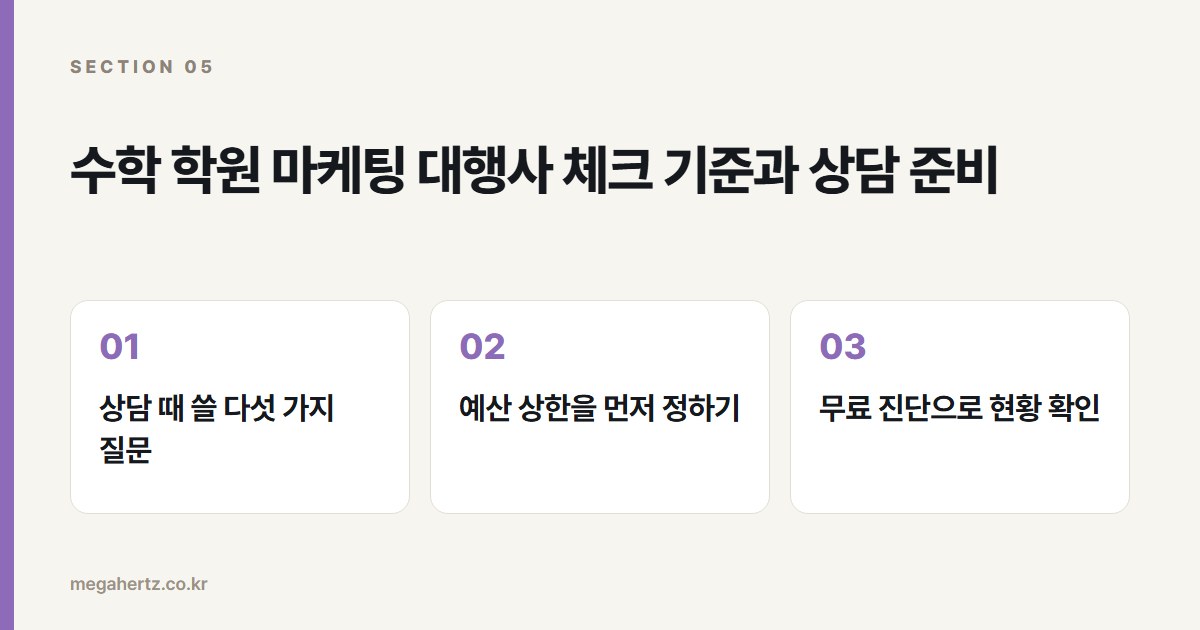 SECTION 05
수학 학원 마케팅 대행사 체크 기준과 상담 준비
01
상담 때 쓸 다섯 가지
질문
02
예산 상한을 먼저 정하기
03
무료 진단으로 현황 확인
megahertz.co.kr